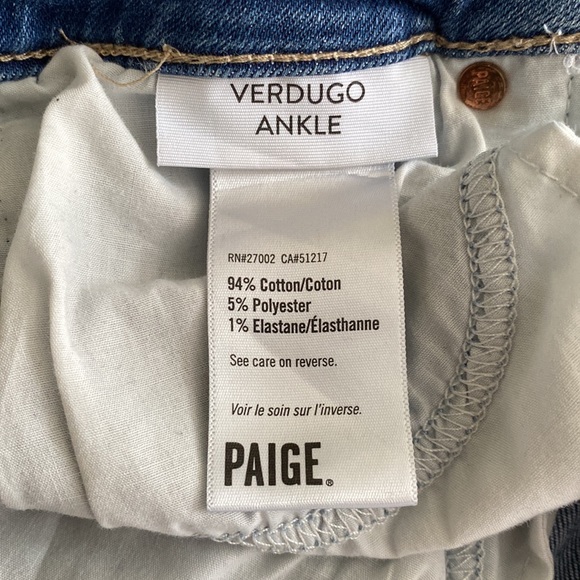 VERDUGO
ANKLE
PAIGE
RN#27002 CA#51217
94% Cotton/Coton
5% Polyester
1% Elastane/Élasthanne
See care on reverse.
Voir le soin sur l'inverse.
PAIGE®